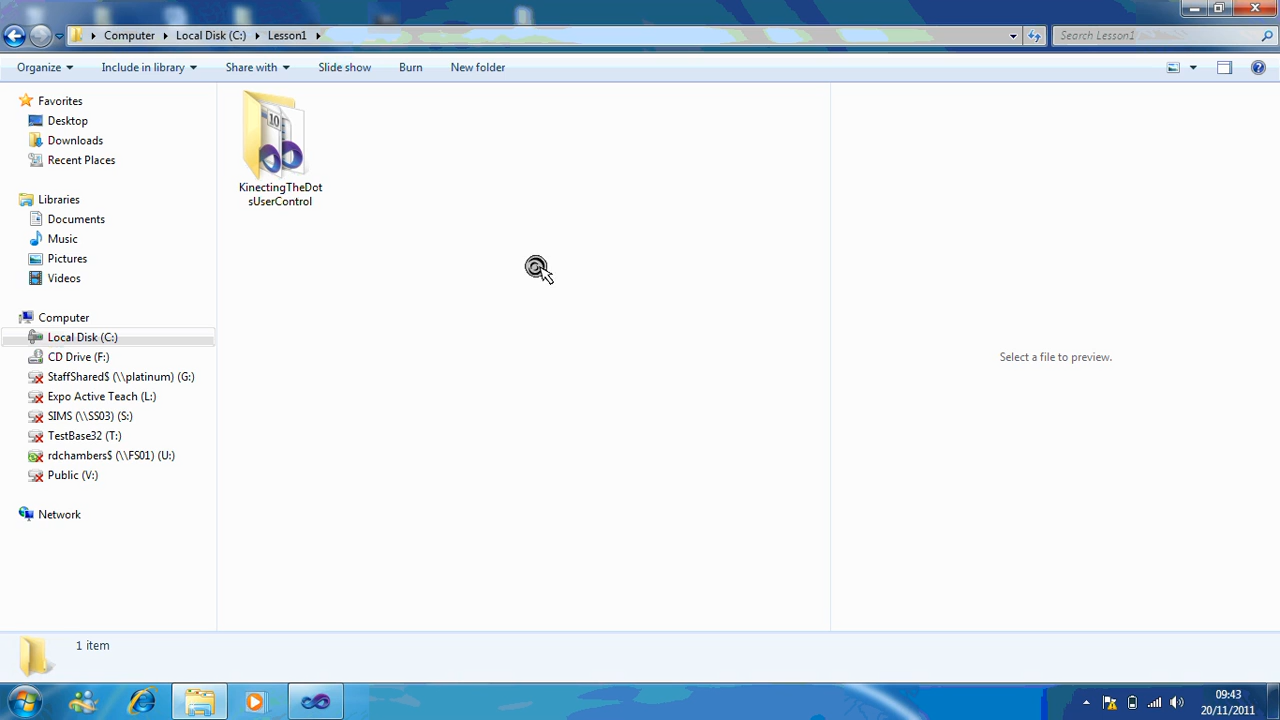 Computer
Local Disk (C:)
Lesson1
Search Lesson1
Organize
Include in library
Share with
Slide show
Burn
New folder
Favorites
Desktop
Downloads
Recent Places
Libraries
Documents
Music
Pictures
Videos
Computer
Local Disk (C:)
CD Drive (F:)
StaffShared$ (\\platinum) (G:)
Expo Active Teach (L:)
SIMS (\\SS03) (S:)
TestBase32 (T:)
rdchambers$ (\\FS01) (U:)
Public (V:)
Network
KinectingTheDot
sUserControl
Select a file to preview.
1 item
09:43
20/11/2011